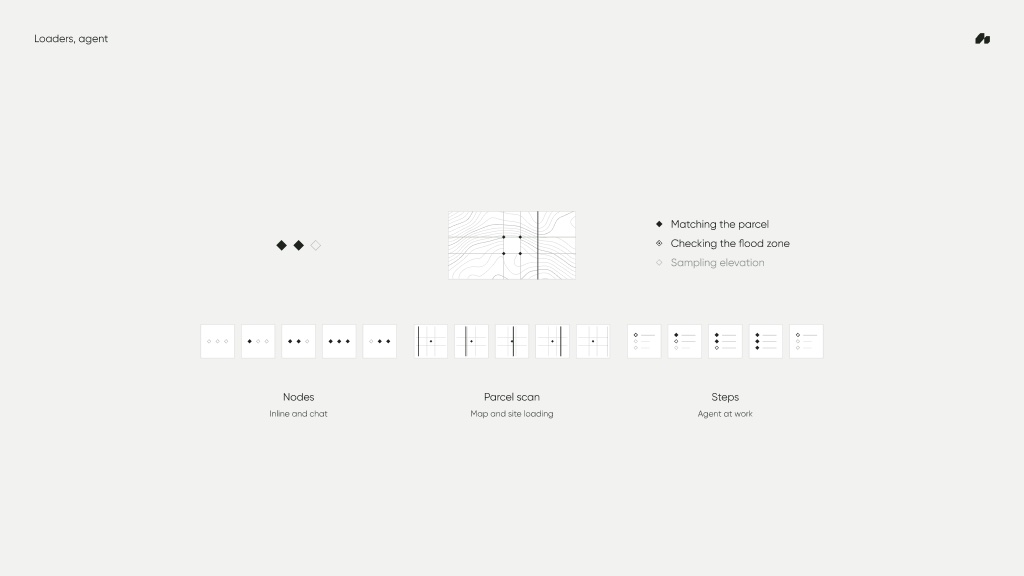 Loaders, agent
Matching the parcel
Checking the flood zone
Sampling elevation
Nodes
Inline and chat
Parcel scan
Map and site loading
Steps
Agent at work